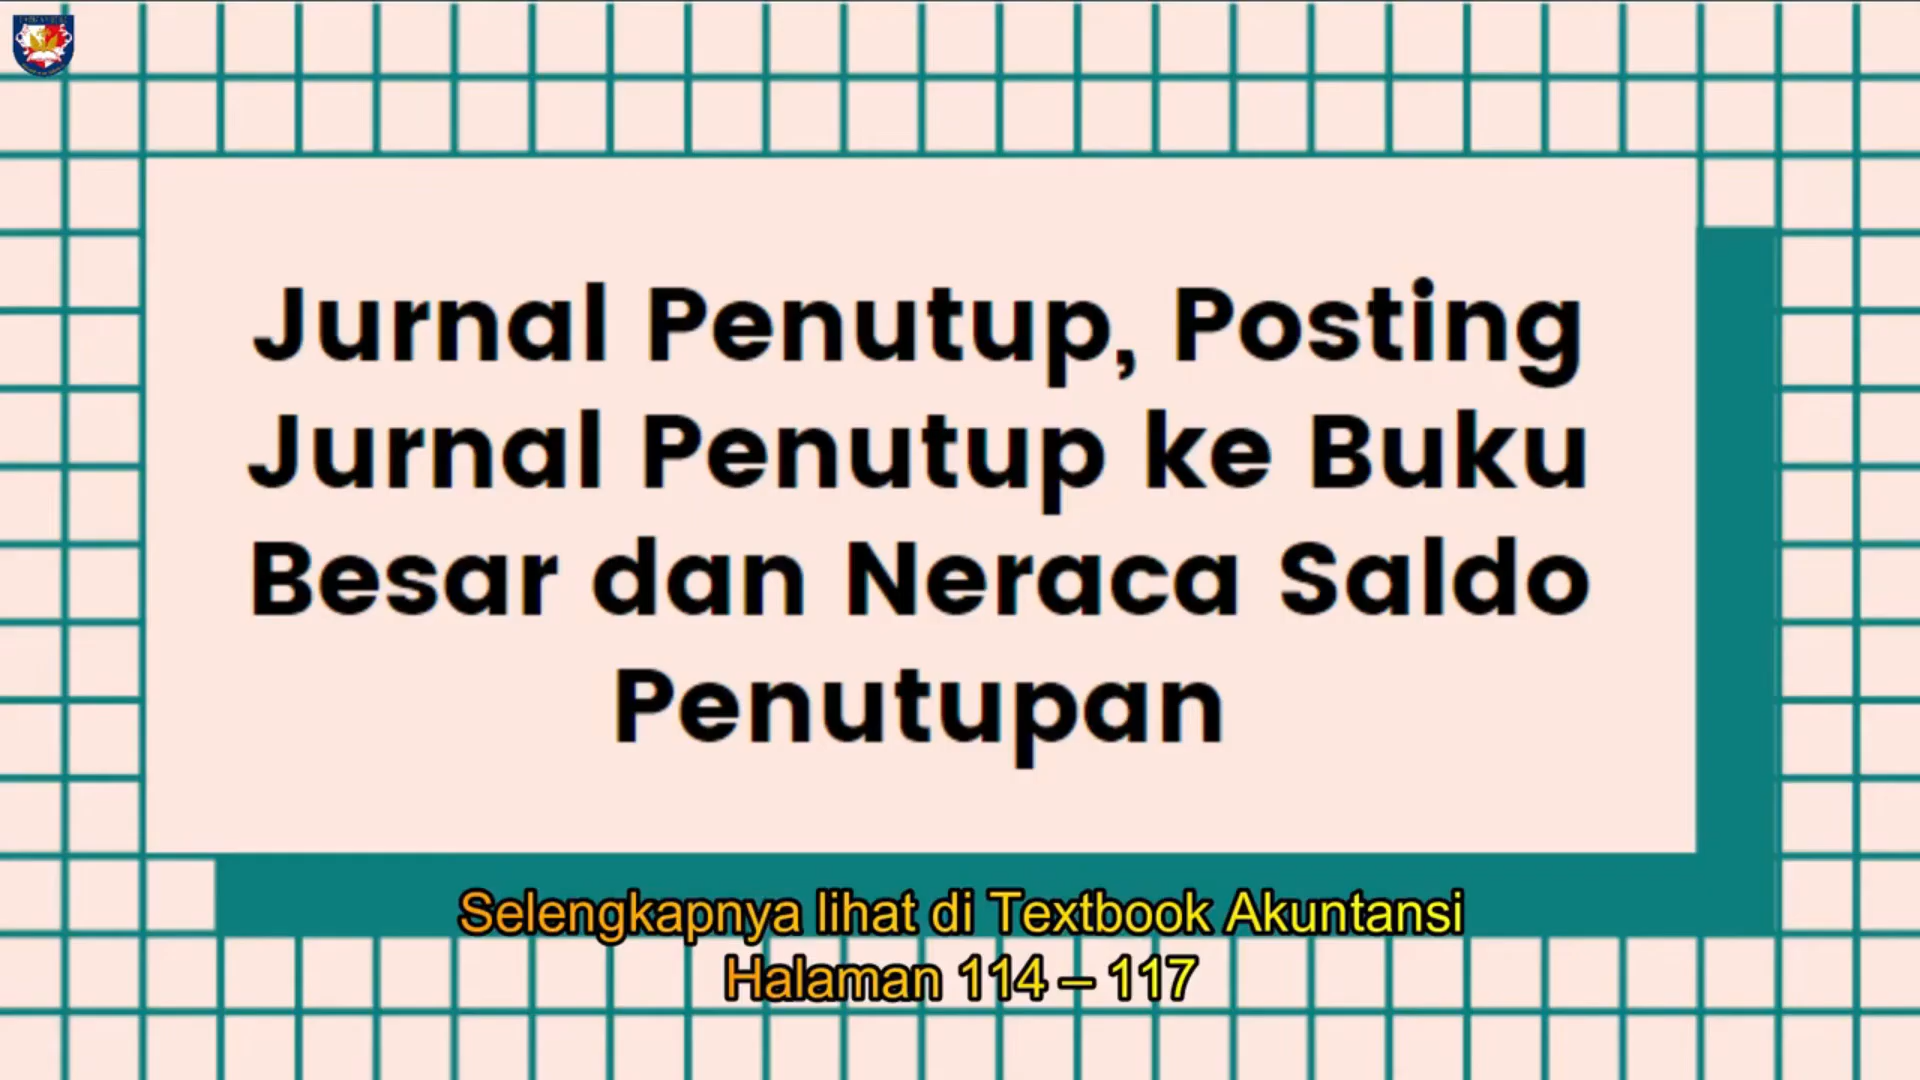 Jurnal Penutup, Posting
Jurnal Penutup ke Buku
Besar dan Neraca Saldo
Penutupan
Selengkapnya lihat di Textbook Akuntansi
Halaman 114 – 117